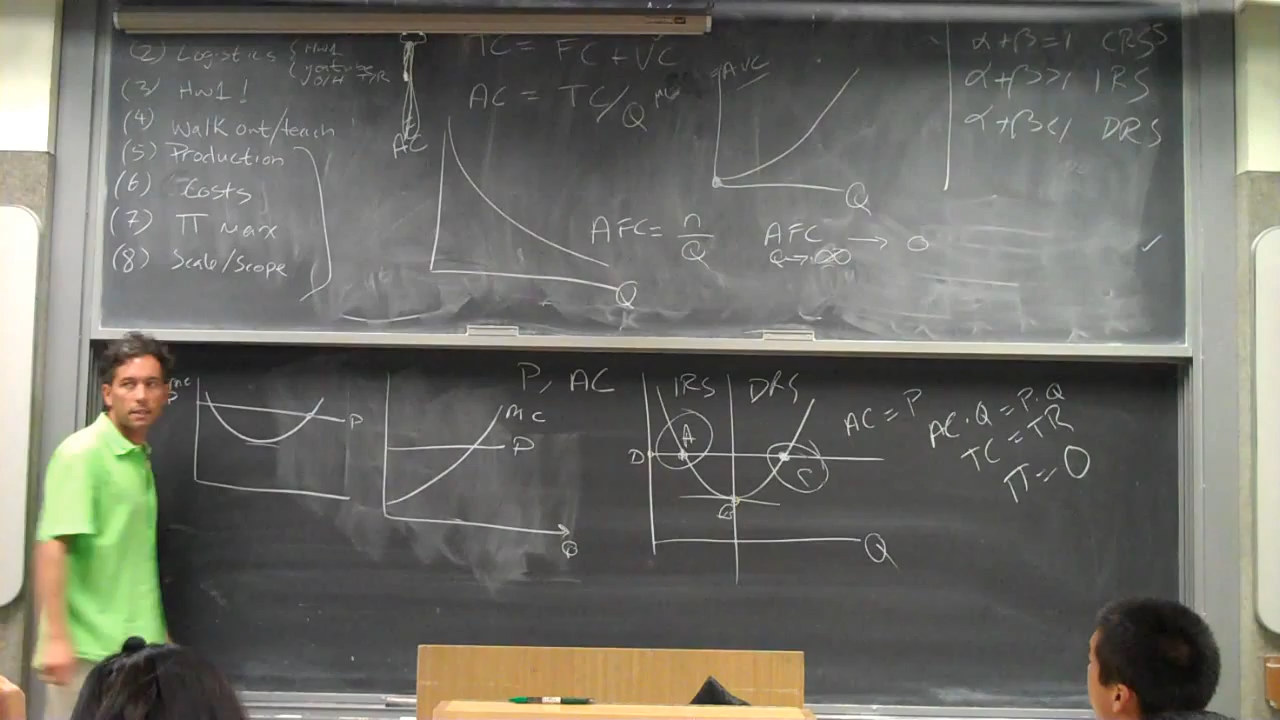 (2) Logistics { HW1
youtube
O/H T/R
(3) HW1!
(4) Walk out/teach
(5) Production
(6) Costs
(7) Π Max
(8) Scale/Scope
TC = FC + VC
AC = TC/Q
AC
Q
AFC = n/Q
AFC → 0
Q→∞
AVC
Q
α+β=1 CRS
α+β>1 IRS
α+β<1 DRS
MC
P
P
MC
P
Q
P, AC
IRS DRS
A
B
Q
AC = P
AC·Q = P·Q
TC = TR
Π = 0